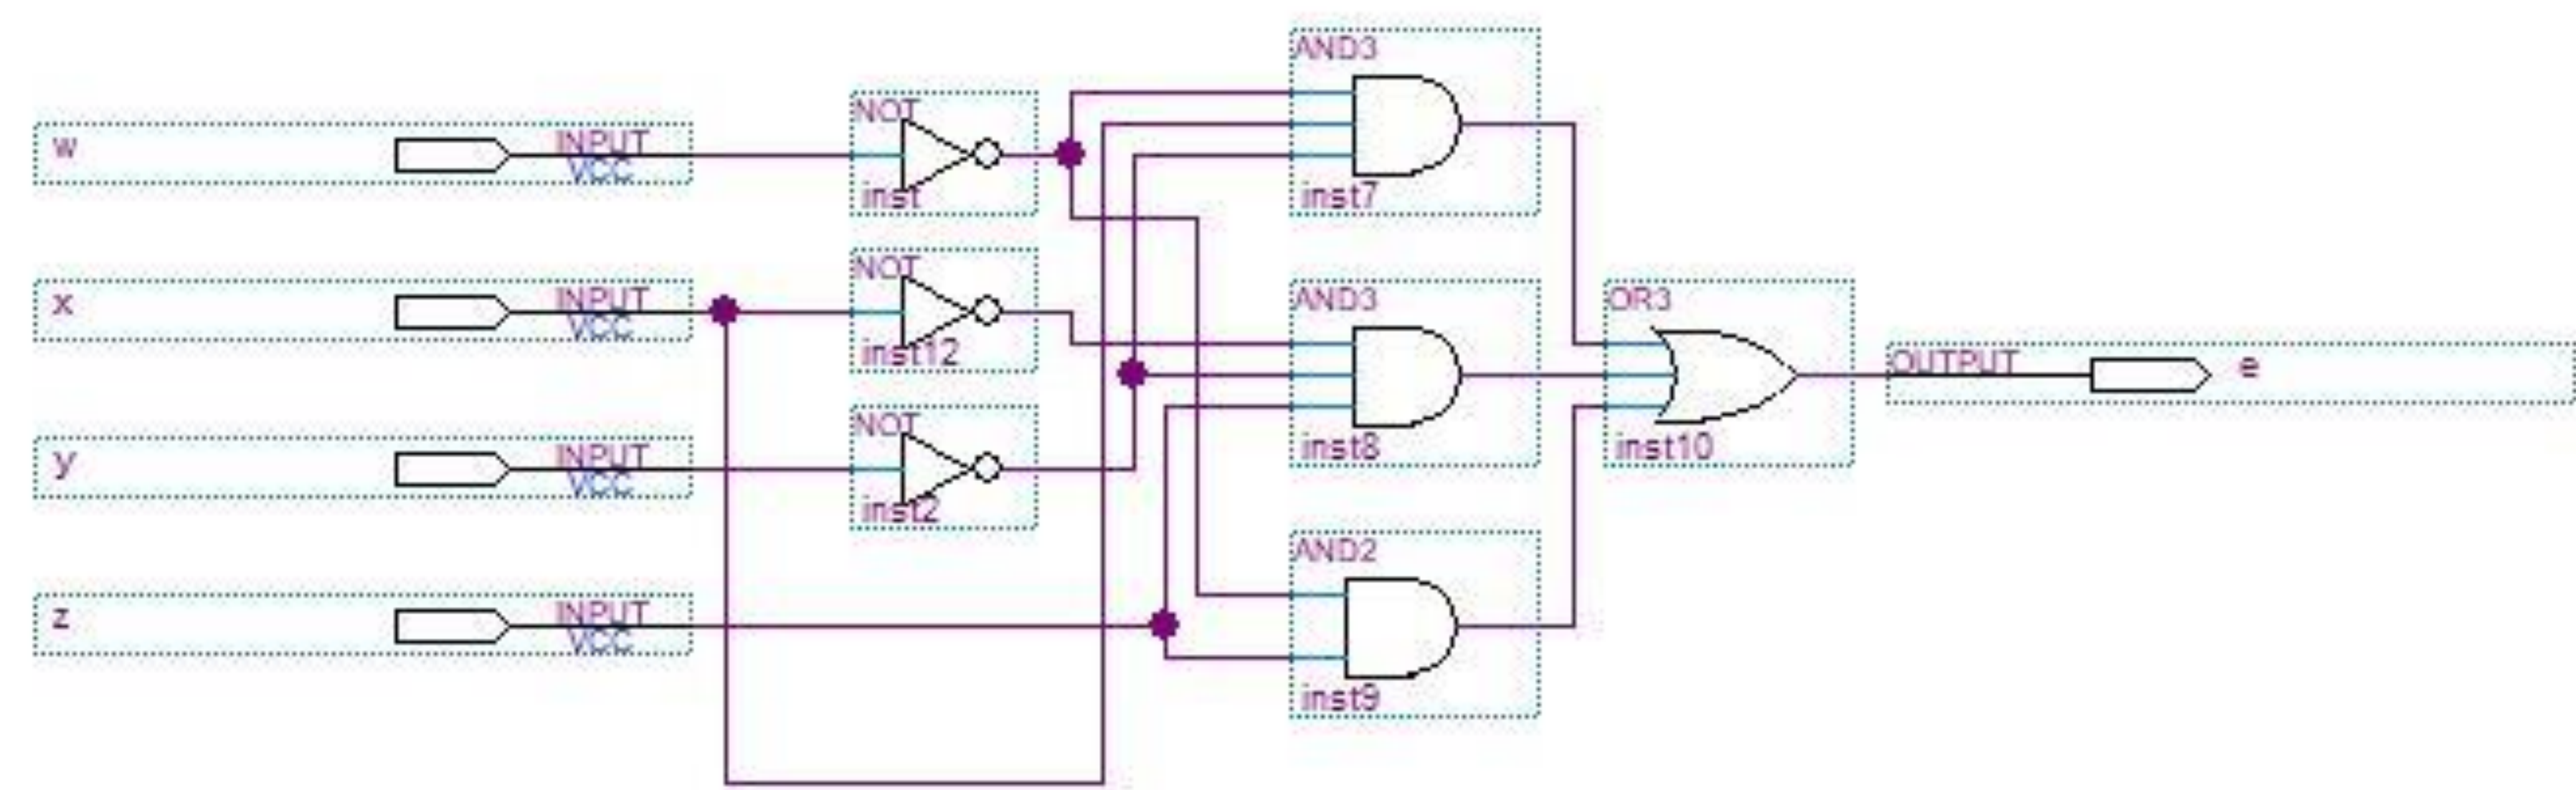 w
INPUT
VCC
NOT
inst
AND3
inst7
x
INPUT
VCC
NOT
inst12
AND3
inst8
OR3
inst10
OUTPUT
e
y
INPUT
VCC
NOT
inst2
z
INPUT
VCC
AND2
inst9